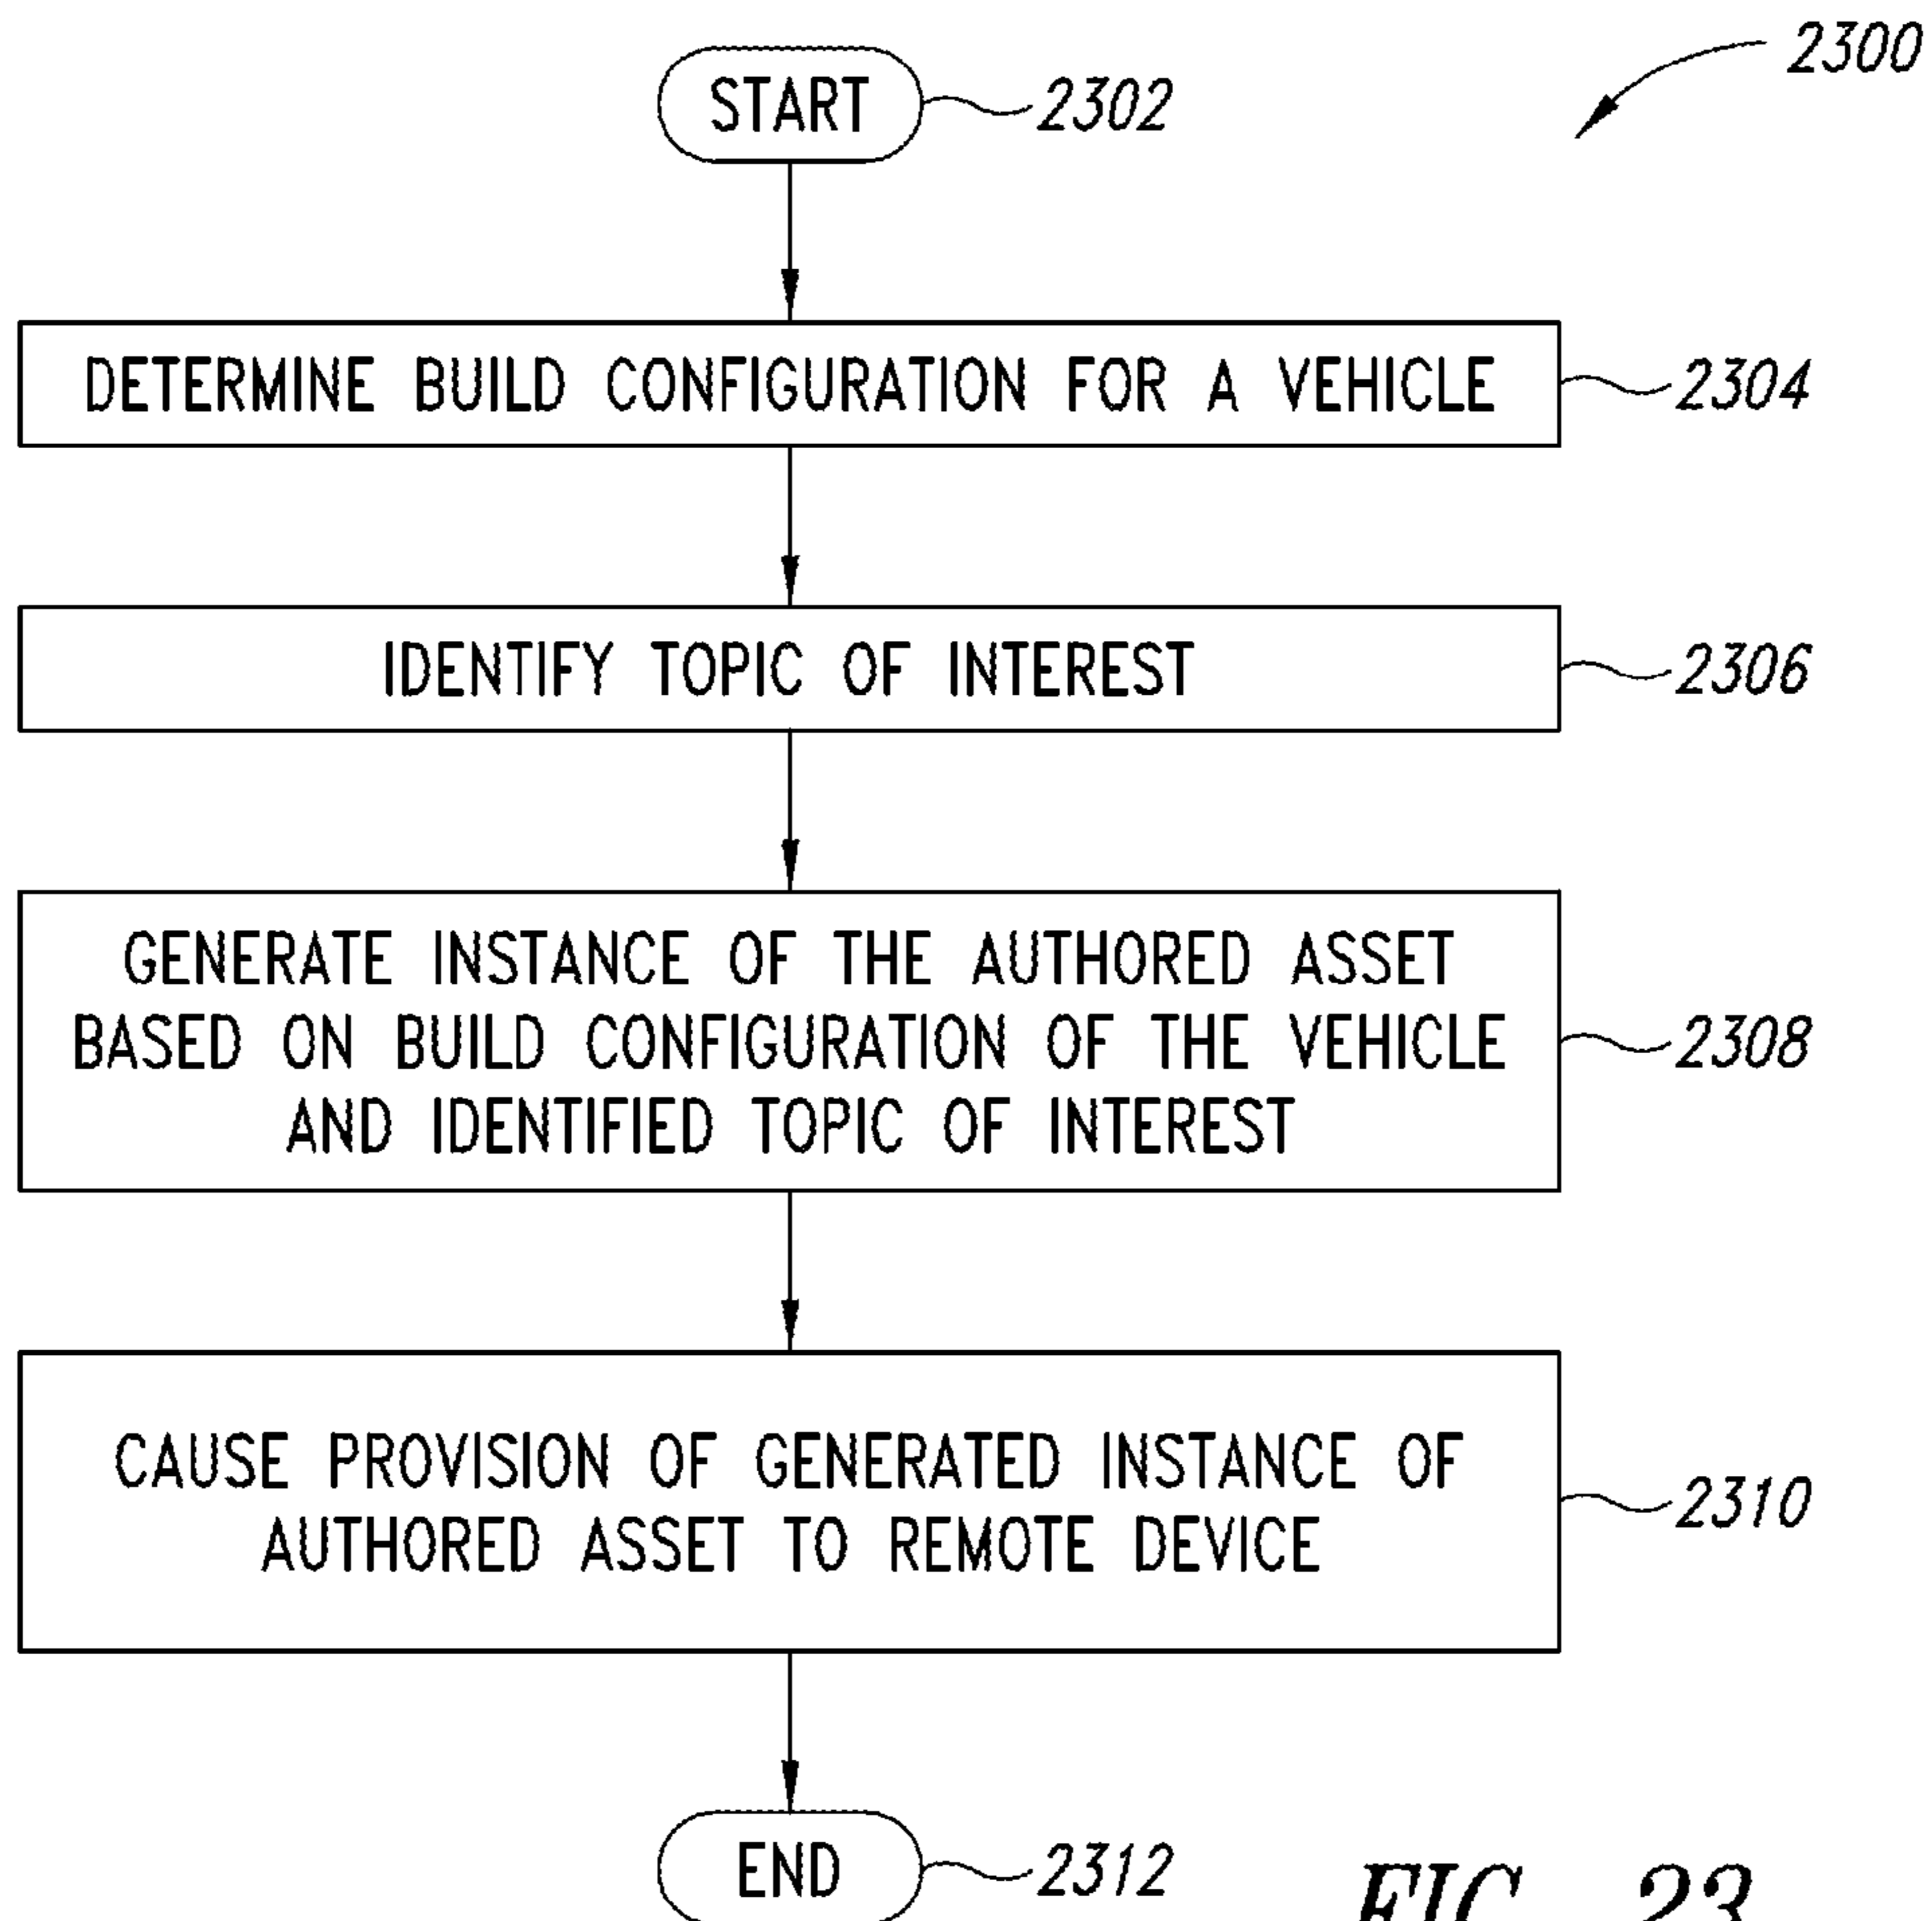 2300
START
2302
DETERMINE BUILD CONFIGURATION FOR A VEHICLE
2304
IDENTIFY TOPIC OF INTEREST
2306
GENERATE INSTANCE OF THE AUTHORED ASSET
BASED ON BUILD CONFIGURATION OF THE VEHICLE
AND IDENTIFIED TOPIC OF INTEREST
2308
CAUSE PROVISION OF GENERATED INSTANCE OF
AUTHORED ASSET TO REMOTE DEVICE
2310
END
2312
FIG. 23